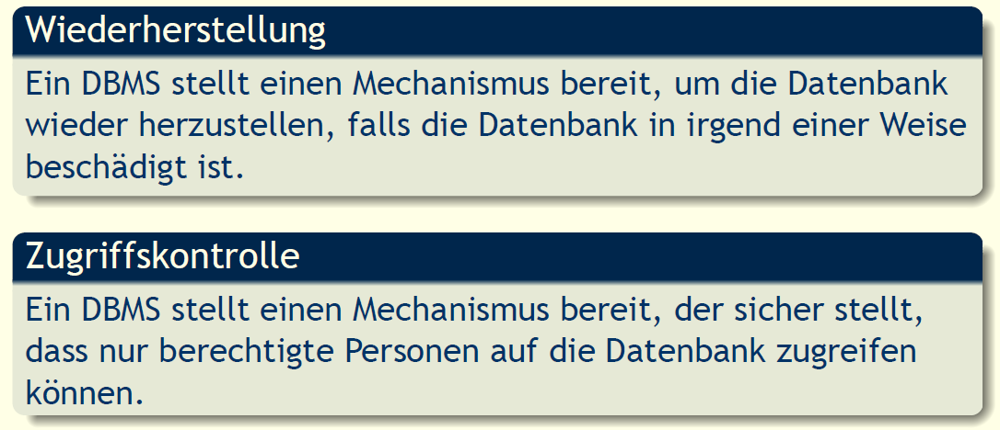 Wiederherstellung
Ein DBMS stellt einen Mechanismus bereit, um die Datenbank
wieder herzustellen, falls die Datenbank in irgend einer Weise
beschädigt ist.
Zugriffskontrolle
Ein DBMS stellt einen Mechanismus bereit, der sicher stellt,
dass nur berechtigte Personen auf die Datenbank zugreifen
können.